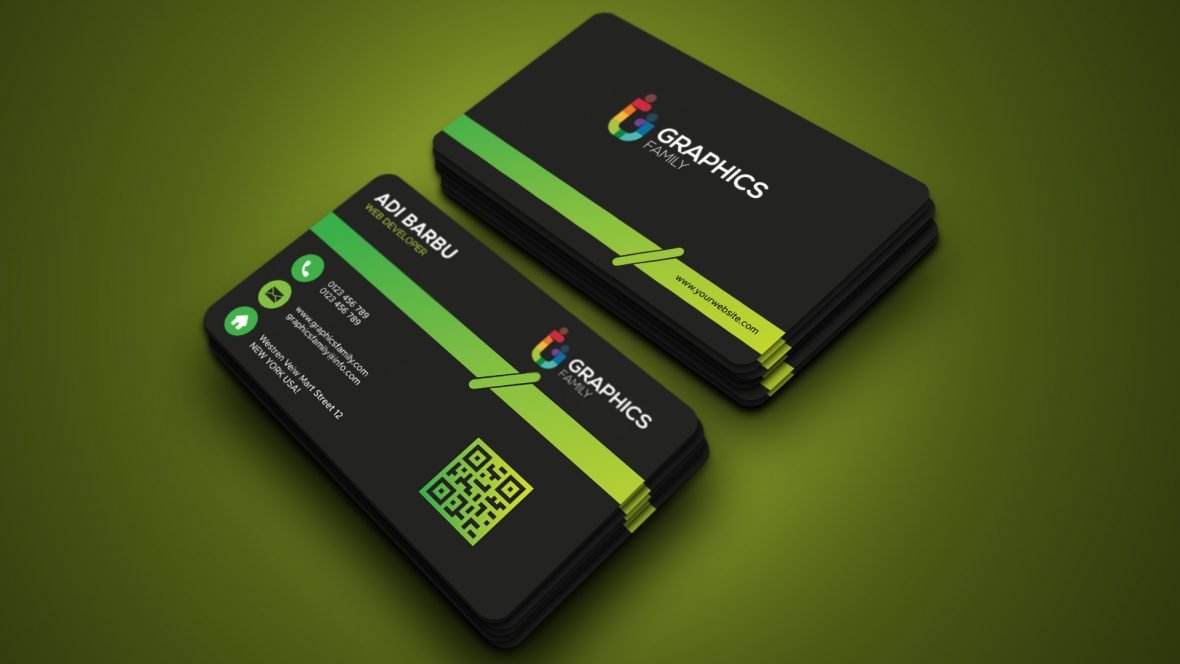 GRAPHICS
FAMILY
www.yourwebsite.com
ADI BARBU
WEB DEVELOPER
0123 456 789
0123 456 789
www.graphicsfamily.com
graphicsfamily@info.com
Westren Veiw Mart Street 12
NEW YORK USA!
GRAPHICS
FAMILY